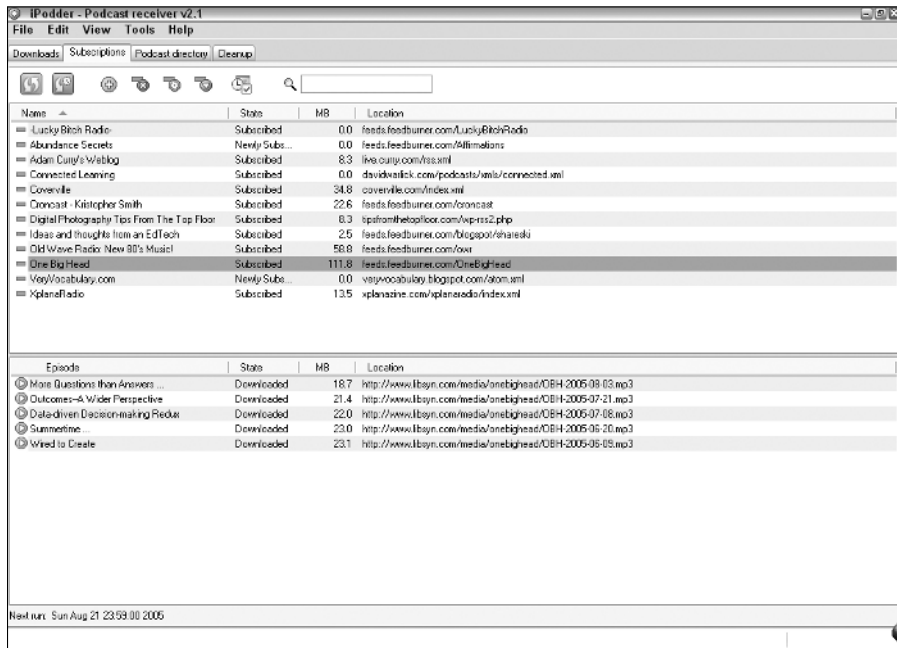 iPodder - Podcast receiver v2.1
File Edit View Tools Help
Downloads Subscriptions Podcast directory Cleanup
Name State MB Location
-Lucky Bitch Radio- Subscribed 0.0 feeds.feedburner.com/LuckyBitchRadio
Abundance Secrets Newly Subs... 0.0 feeds.feedburner.com/Affirmations
Adam Curry's Weblog Subscribed 8.3 live.curry.com/rss.xml
Connected Learning Subscribed 0.0 davidwarlick.com/podcasts/xmls/connected.xml
Coverville Subscribed 34.8 coverville.com/index.xml
Croncast - Kristopher Smith Subscribed 22.6 feeds.feedburner.com/croncast
Digital Photography Tips From The Top Floor Subscribed 8.3 tipsfromthetopfloor.com/wp-rss2.php
Ideas and thoughts from an EdTech Subscribed 2.5 feeds.feedburner.com/blogspot/shareski
Old Wave Radio: New 80's Music! Subscribed 58.8 feeds.feedburner.com/owr
One Big Head Subscribed 111.8 feeds.feedburner.com/OneBigHead
VeryVocabulary.com Newly Subs... 0.0 veryvocabulary.blogspot.com/atom.xml
XplanaRadio Subscribed 13.5 xplanazine.com/xplanaradio/index.xml
Episode State MB Location
More Questions than Answers ... Downloaded 18.7 http://www.libsyn.com/media/onebighead/OBH-2005-08-03.mp3
Outcomes--A Wider Perspective Downloaded 21.4 http://www.libsyn.com/media/onebighead/OBH-2005-07-21.mp3
Data-driven Decision-making Redux Downloaded 22.0 http://www.libsyn.com/media/onebighead/OBH-2005-07-08.mp3
Summertime ... Downloaded 23.0 http://www.libsyn.com/media/onebighead/OBH-2005-06-20.mp3
Wired to Create Downloaded 23.1 http://www.libsyn.com/media/onebighead/OBH-2005-06-09.mp3
Next run: Sun Aug 21 23:59:00 2005